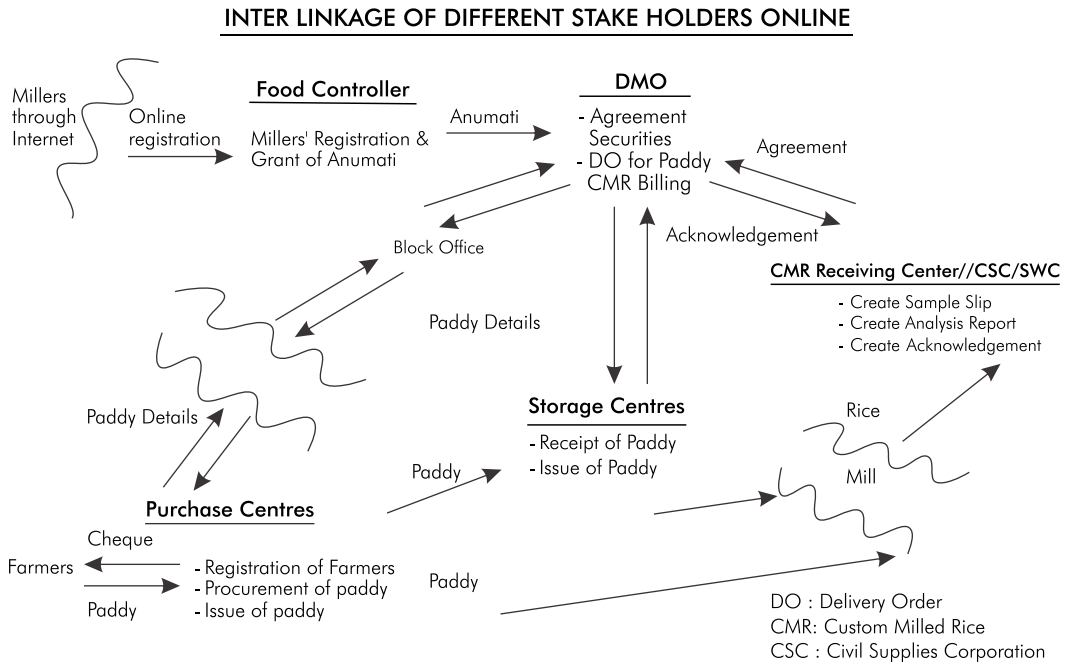 INTER LINKAGE OF DIFFERENT STAKE HOLDERS ONLINE
Millers
through
Internet
Online
registration
Food Controller
Millers' Registration &
Grant of Anumati
Anumati
DMO
- Agreement
Securities
- DO for Paddy
CMR Billing
Agreement
Acknowledgement
Block Office
CMR Receiving Center//CSC/SWC
- Create Sample Slip
- Create Analysis Report
- Create Acknowledgement
Paddy Details
Paddy Details
Storage Centres
- Receipt of Paddy
- Issue of Paddy
Rice
Mill
Paddy
Purchase Centres
Cheque
Farmers
Paddy
- Registration of Farmers
- Procurement of paddy
- Issue of paddy
Paddy
DO : Delivery Order
CMR: Custom Milled Rice
CSC : Civil Supplies Corporation